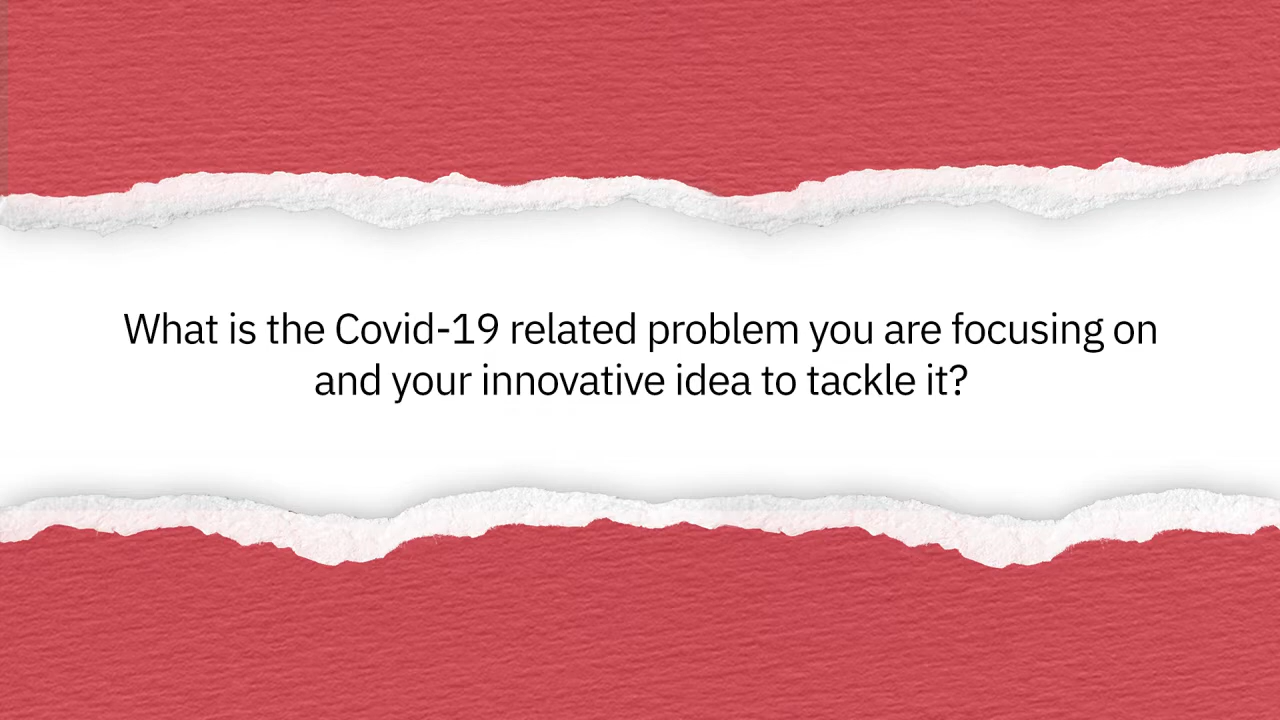 What is the Covid-19 related problem you are focusing on
and your innovative idea to tackle it?